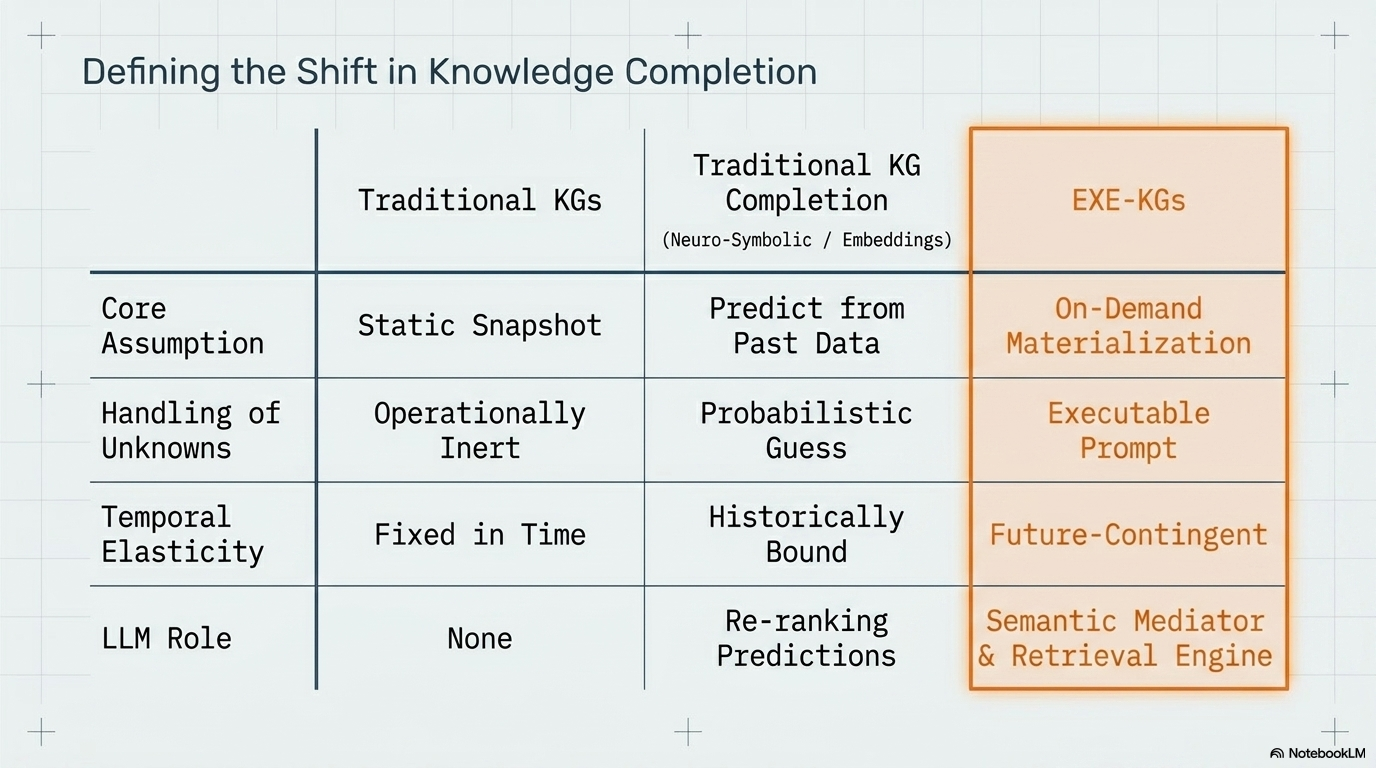 Defining the Shift in Knowledge Completion
Traditional KGs
Traditional KG
Completion
(Neuro-Symbolic / Embeddings)
EXE-KGs
Core
Assumption
Static Snapshot
Predict from
Past Data
On-Demand
Materialization
Handling of
Unknowns
Operationally
Inert
Probabilistic
Guess
Executable
Prompt
Temporal
Elasticity
Fixed in Time
Historically
Bound
Future-Contingent
LLM Role
None
Re-ranking
Predictions
Semantic Mediator
& Retrieval Engine
NotebookLM